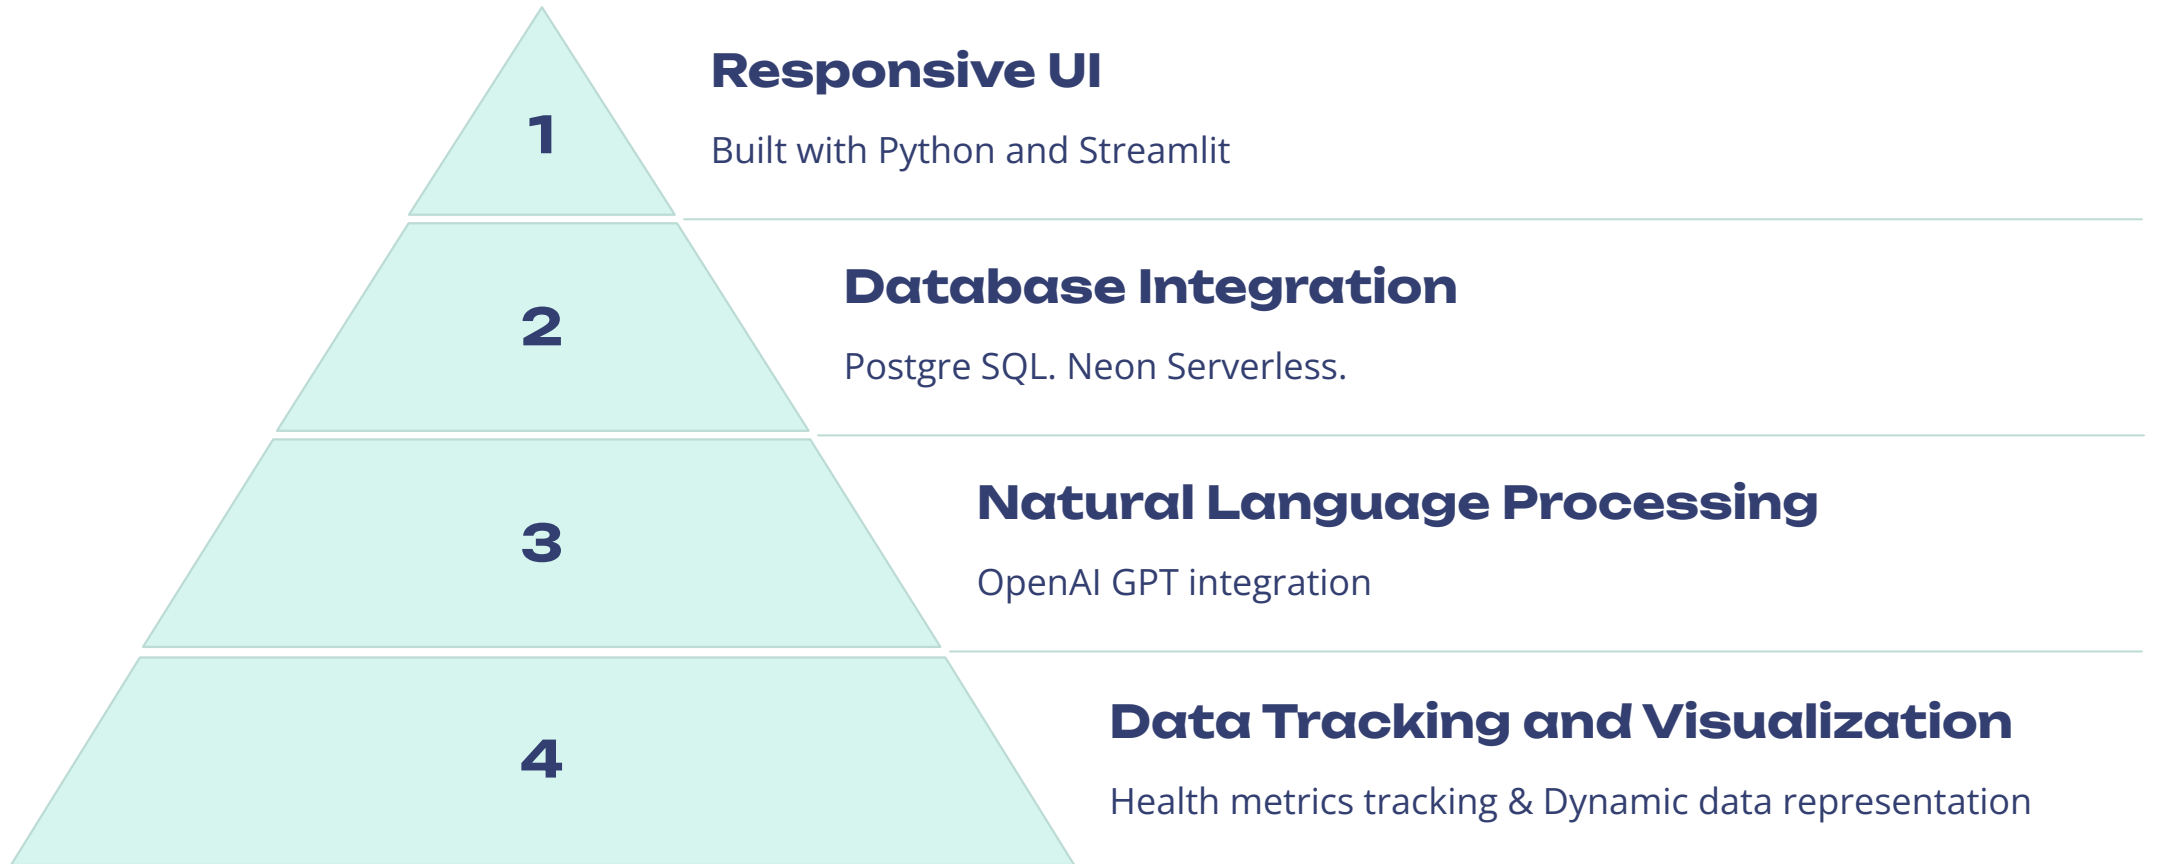 1
Responsive UI
Built with Python and Streamlit
2
Database Integration
Postgre SQL. Neon Serverless.
3
Natural Language Processing
OpenAI GPT integration
4
Data Tracking and Visualization
Health metrics tracking & Dynamic data representation